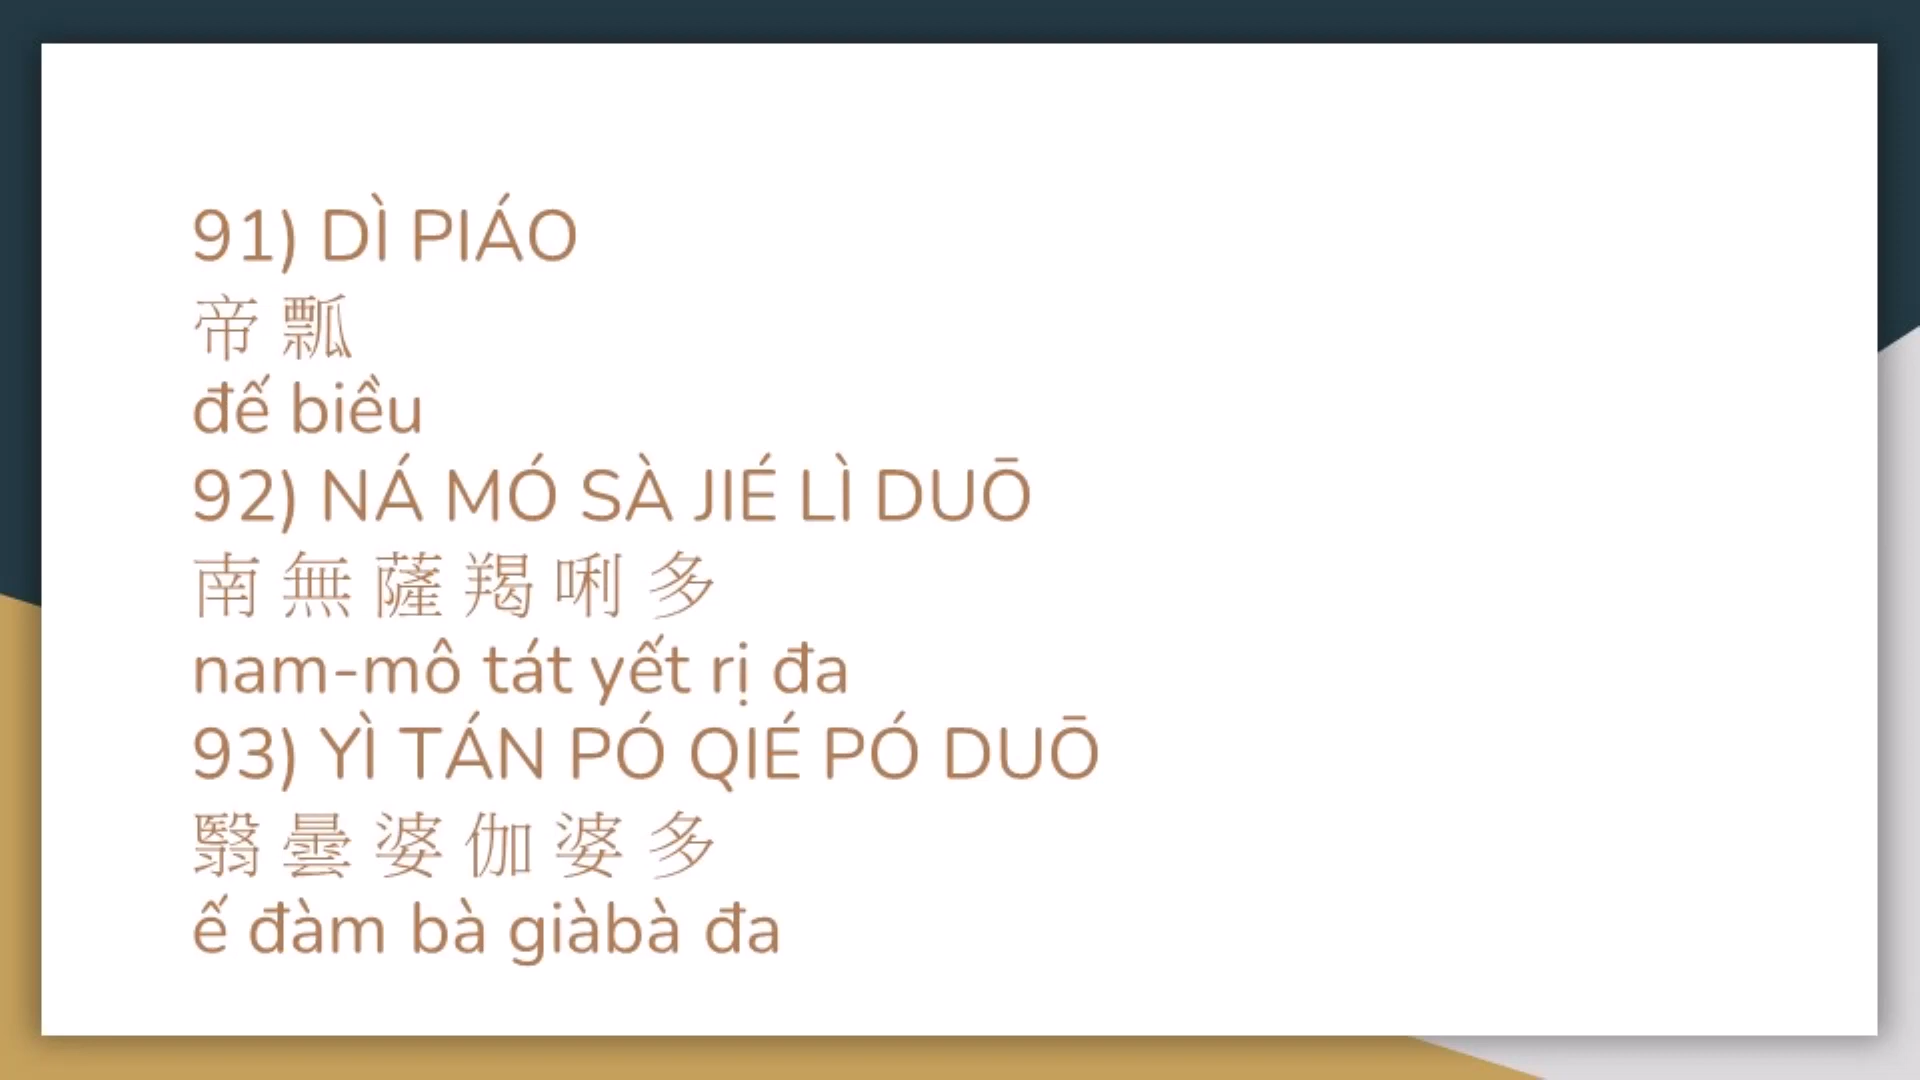 91) DÌ PIÁO
帝 瓢
đế biều
92) NÁ MÓ SÀ JIÉ LÌ DUŌ
南 無 薩 羯 唎 多
nam-mô tát yết rị đa
93) YÌ TÁN PÓ QIÉ PÓ DUŌ
翳 曇 婆 伽 婆 多
ế đàm bà giàbà đa